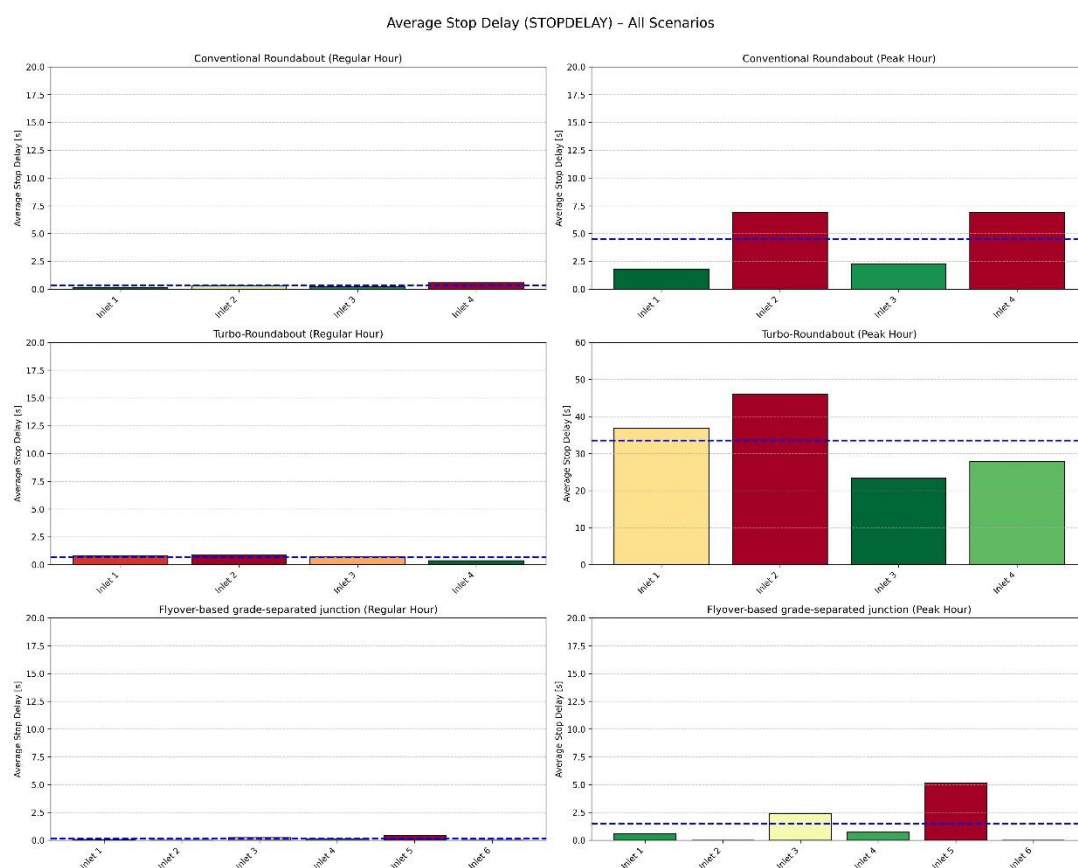 Average Stop Delay (STOPDELAY) – All Scenarios
Conventional Roundabout (Regular Hour)
Average Stop Delay [s]
20.0
17.5
15.0
12.5
10.0
7.5
5.0
2.5
0.0
Inlet 1
Inlet 2
Inlet 3
Inlet 4
Conventional Roundabout (Peak Hour)
Average Stop Delay [s]
20.0
17.5
15.0
12.5
10.0
7.5
5.0
2.5
0.0
Inlet 1
Inlet 2
Inlet 3
Inlet 4
Turbo-Roundabout (Regular Hour)
Average Stop Delay [s]
20.0
17.5
15.0
12.5
10.0
7.5
5.0
2.5
0.0
Inlet 1
Inlet 2
Inlet 3
Inlet 4
Turbo-Roundabout (Peak Hour)
Average Stop Delay [s]
60
50
40
30
20
10
0
Inlet 1
Inlet 2
Inlet 3
Inlet 4
Flyover-based grade-separated junction (Regular Hour)
Average Stop Delay [s]
20.0
17.5
15.0
12.5
10.0
7.5
5.0
2.5
0.0
Inlet 1
Inlet 2
Inlet 3
Inlet 4
Inlet 5
Inlet 6
Flyover-based grade-separated junction (Peak Hour)
Average Stop Delay [s]
20.0
17.5
15.0
12.5
10.0
7.5
5.0
2.5
0.0
Inlet 1
Inlet 2
Inlet 3
Inlet 4
Inlet 5
Inlet 6